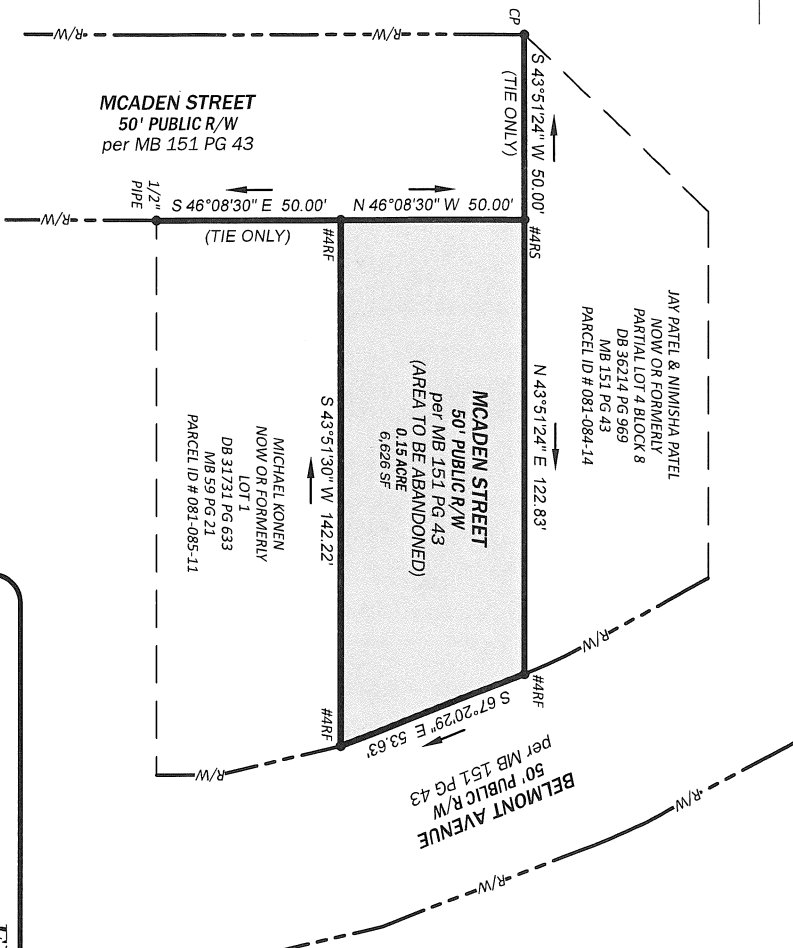 R/W
R/W
CP
MCADEN STREET
50' PUBLIC R/W
per MB 151 PG 43
S 43°51'24" W 50.00'
(TIE ONLY)
1/2"
PIPE
R/W
S 46°08'30" E 50.00'
(TIE ONLY)
N 46°08'30" W 50.00'
#4RF
#4RS
JAY PATEL & NIMISHA PATEL
NOW OR FORMERLY
PARTIAL LOT 4 BLOCK 8
DB 36214 PG 969
MB 151 PG 43
PARCEL ID # 081-084-14
N 43°51'24" E 122.83'
MCADEN STREET
50' PUBLIC R/W
per MB 151 PG 43
(AREA TO BE ABANDONED)
0.15 ACRE
6,626 SF
S 43°51'30" W 142.22'
MICHAEL KONEN
NOW OR FORMERLY
LOT 1
DB 31731 PG 633
MB 59 PG 21
PARCEL ID # 081-085-11
R/W
#4RF
#4RF
S 67°20'29" E 53.63'
R/W
BELMONT AVENUE
50' PUBLIC R/W
per MB 151 PG 43
R/W
R/W